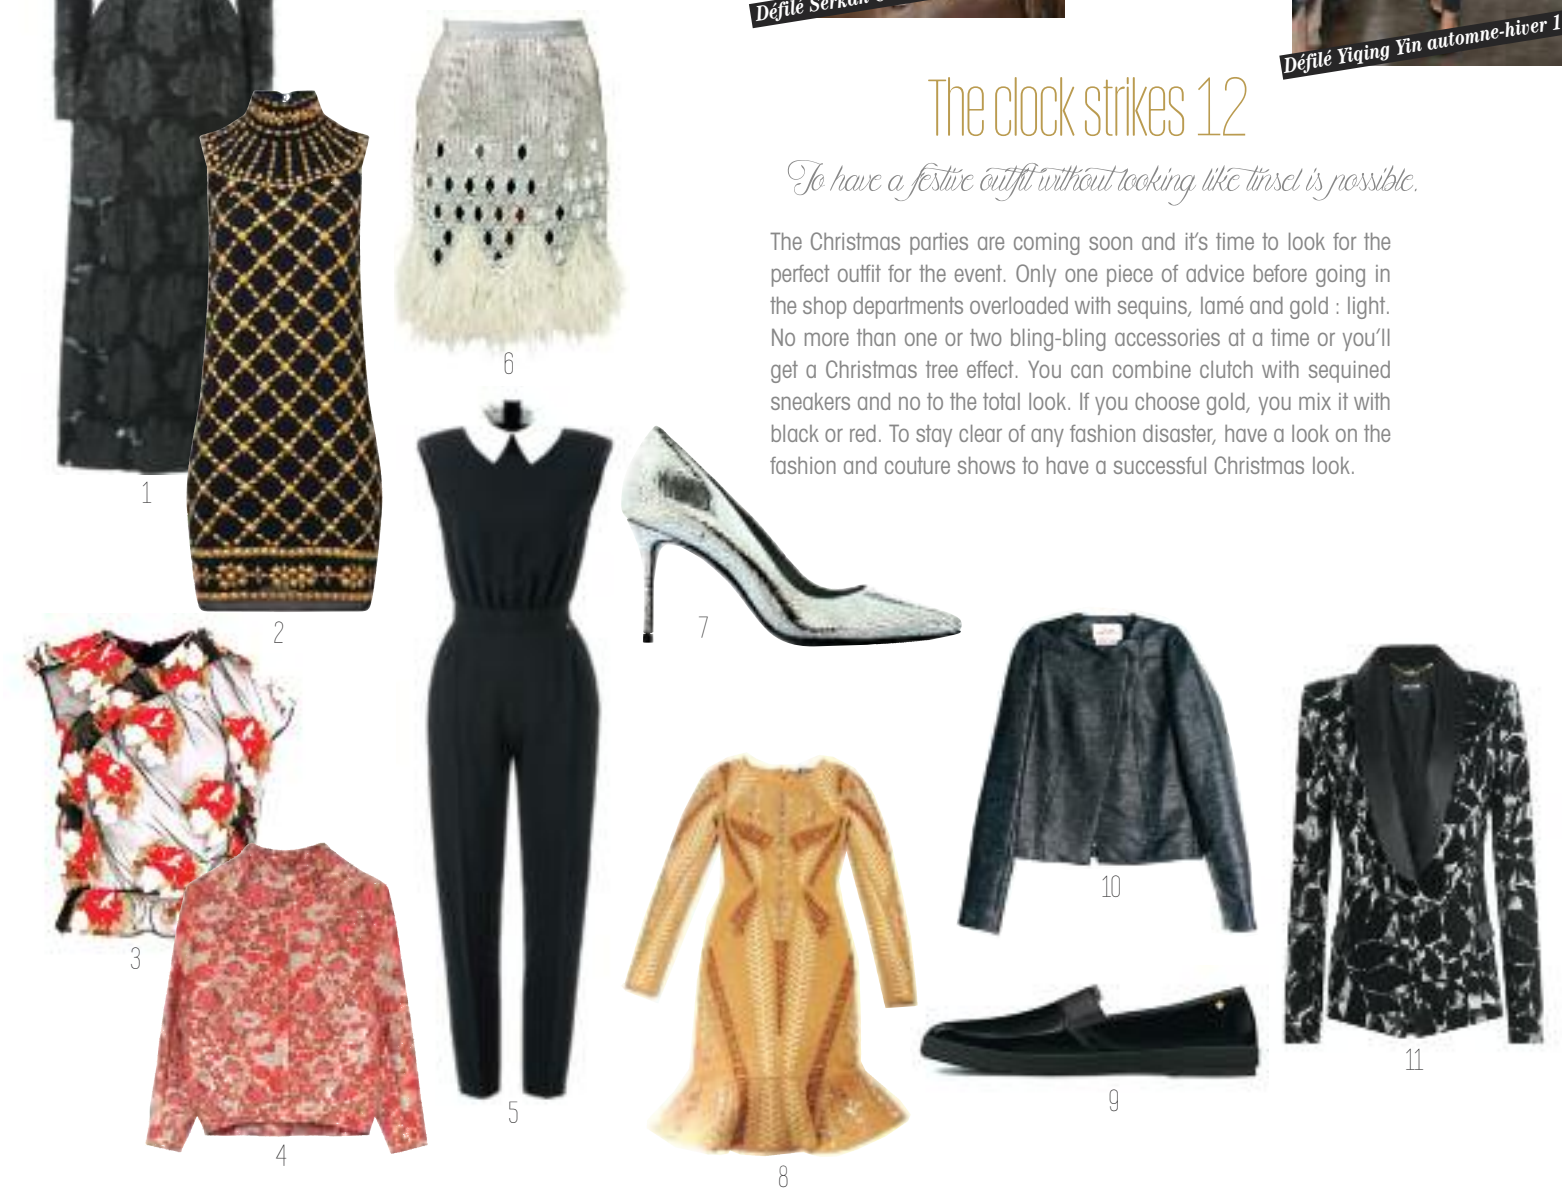 Défilé Serkan
Défilé Yiqing Yin automne-hiver 1
The clock strikes 12
To have a festive outfit without looking like tinsel is possible.
The Christmas parties are coming soon and it's time to look for the
perfect outfit for the event. Only one piece of advice before going in
the shop departments overloaded with sequins, lamé and gold : light.
No more than one or two bling-bling accessories at a time or you'll
get a Christmas tree effect. You can combine clutch with sequined
sneakers and no to the total look. If you choose gold, you mix it with
black or red. To stay clear of any fashion disaster, have a look on the
fashion and couture shows to have a successful Christmas look.
1
2
3
4
5
6
7
8
9
10
11